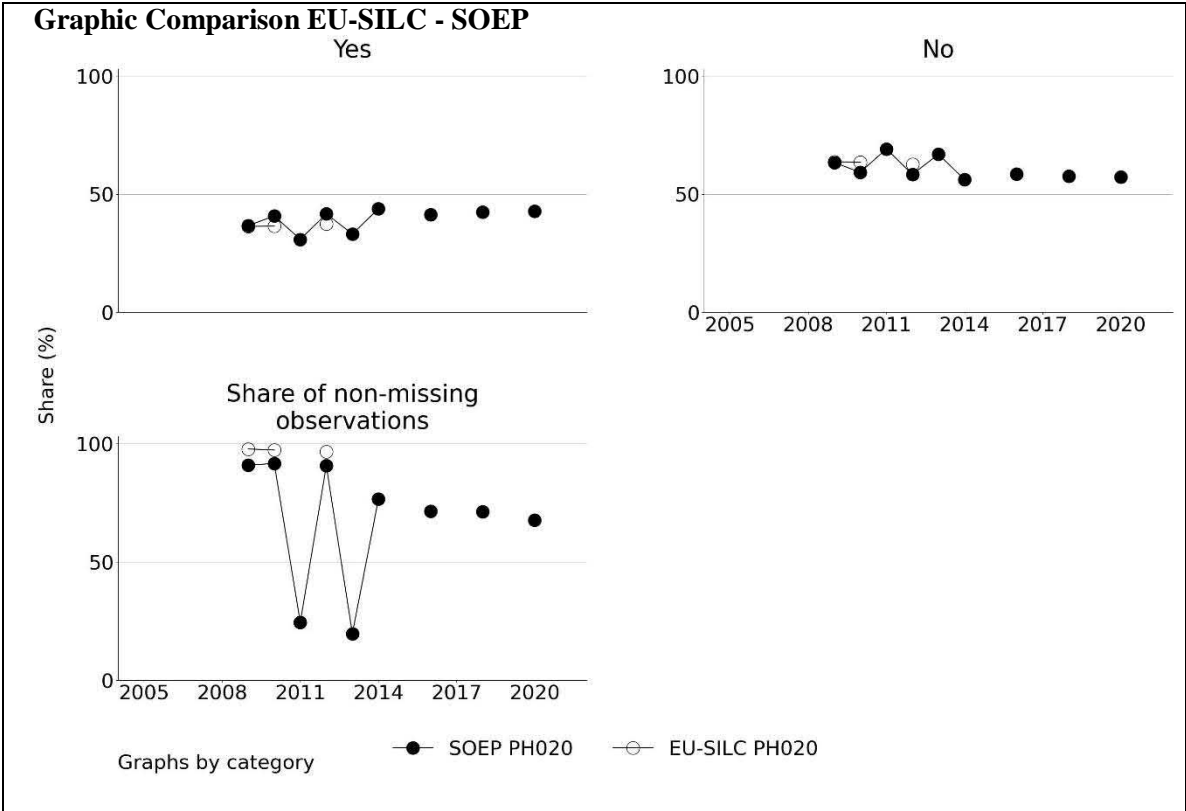 Graphic Comparison EU-SILC - SOEP
Yes
No
100
50
0
100
50
0
2005 2008 2011 2014 2017 2020
Share (%)
Share of non-missing
observations
100
50
0
2005 2008 2011 2014 2017 2020
SOEP PH020 EU-SILC PH020
Graphs by category